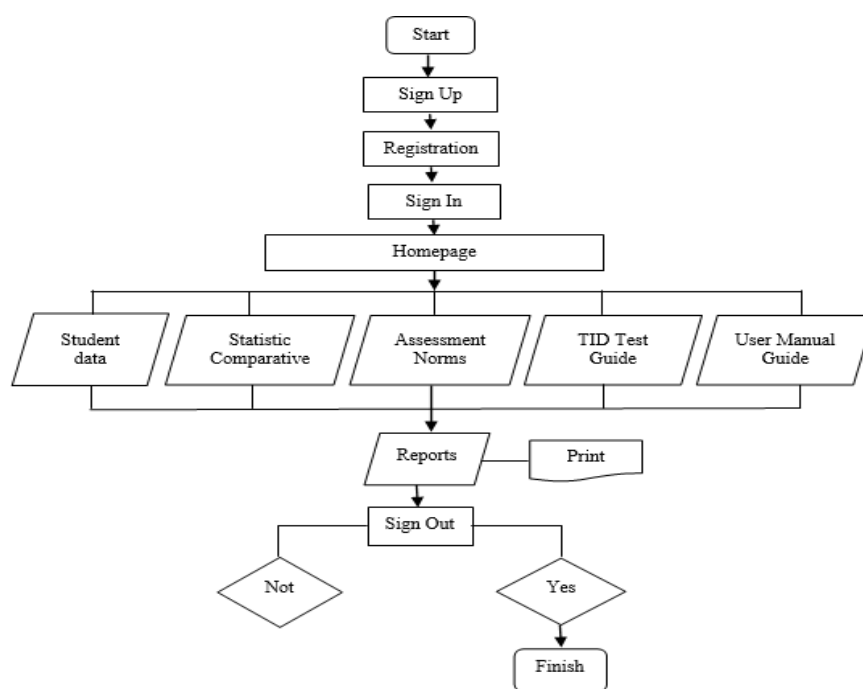 Start
Sign Up
Registration
Sign In
Homepage
Student
data
Statistic
Comparative
Assessment
Norms
TID Test
Guide
User Manual
Guide
Reports
Print
Sign Out
Not
Yes
Finish